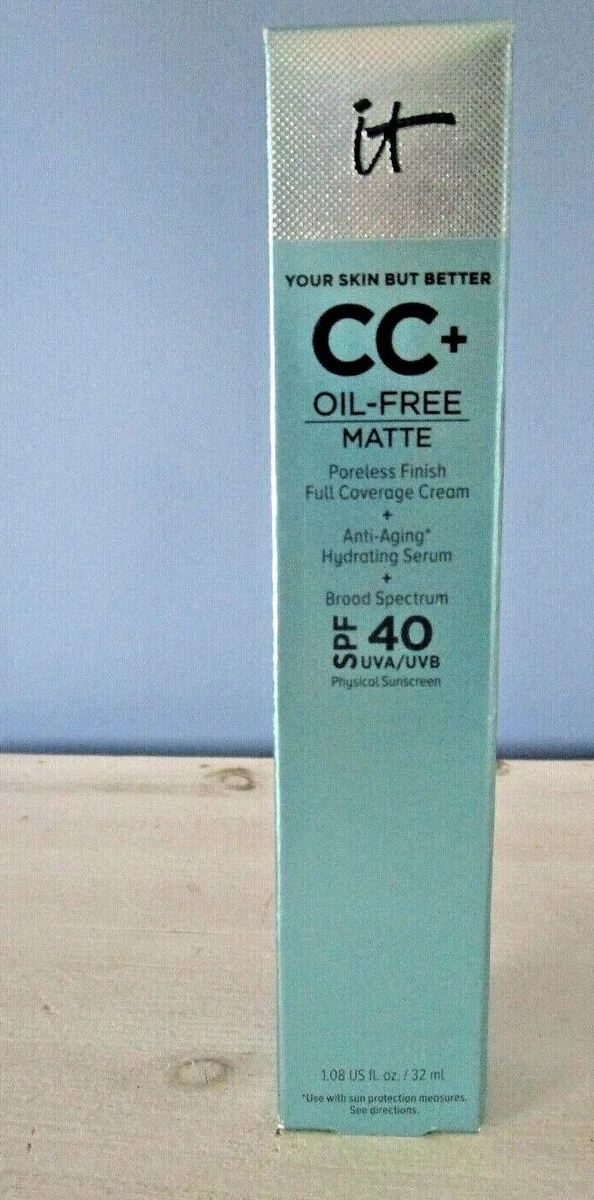 it
YOUR SKIN BUT BETTER
CC+
OIL-FREE
MATTE
Poreless Finish
Full Coverage Cream
+
Anti-Aging*
Hydrating Serum
+
Broad Spectrum
SPF 40
UVA/UVB
Physical Sunscreen
1.08 US fl. oz. / 32 ml
*Use with sun protection measures.
See directions.